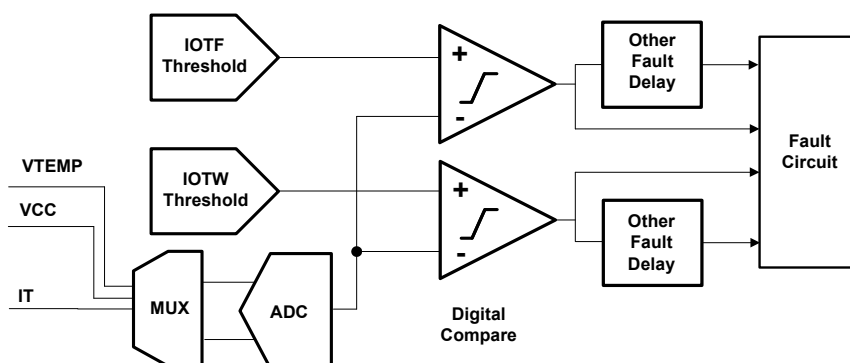 IOTF
Threshold
+
-
Other
Fault
Delay
Fault
Circuit
VTEMP
VCC
IT
IOTW
Threshold
+
-
Other
Fault
Delay
MUX
ADC
Digital
Compare